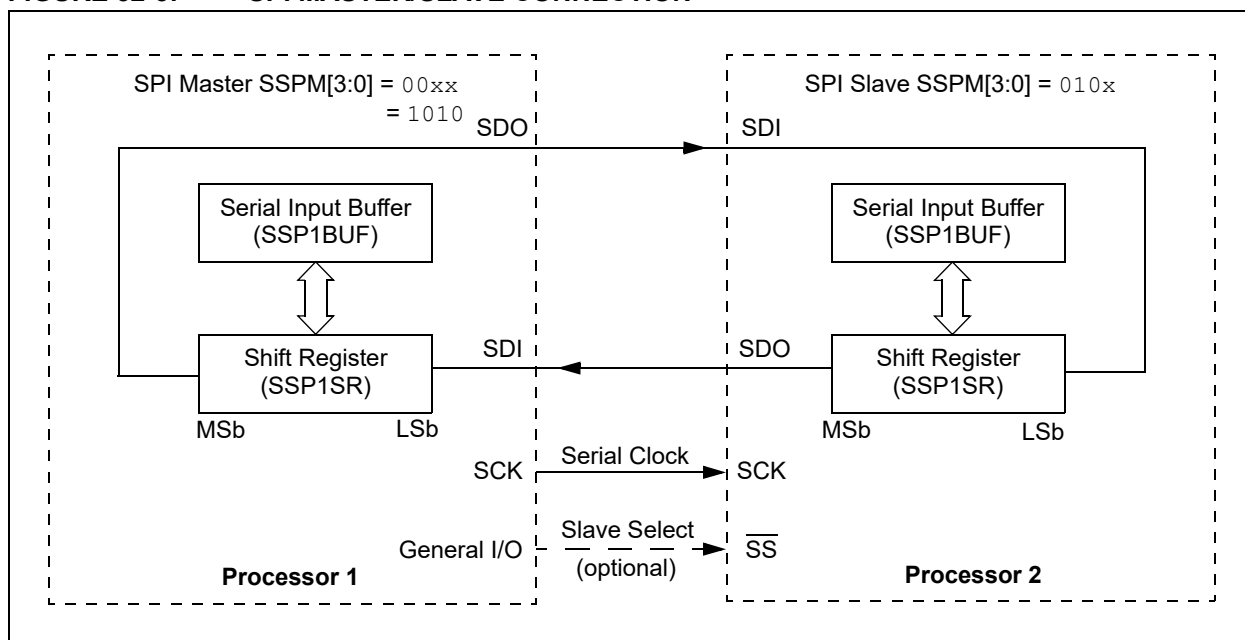 SPI Master SSPM[3:0] = 00xx
= 1010
SPI Slave SSPM[3:0] = 010x
SDO
SDI
Serial Input Buffer
(SSP1BUF)
Serial Input Buffer
(SSP1BUF)
SDI
SDO
Shift Register
(SSP1SR)
Shift Register
(SSP1SR)
MSb
LSb
MSb
LSb
SCK
Serial Clock
SCK
General I/O
Slave Select
(optional)
SS
Processor 1
Processor 2